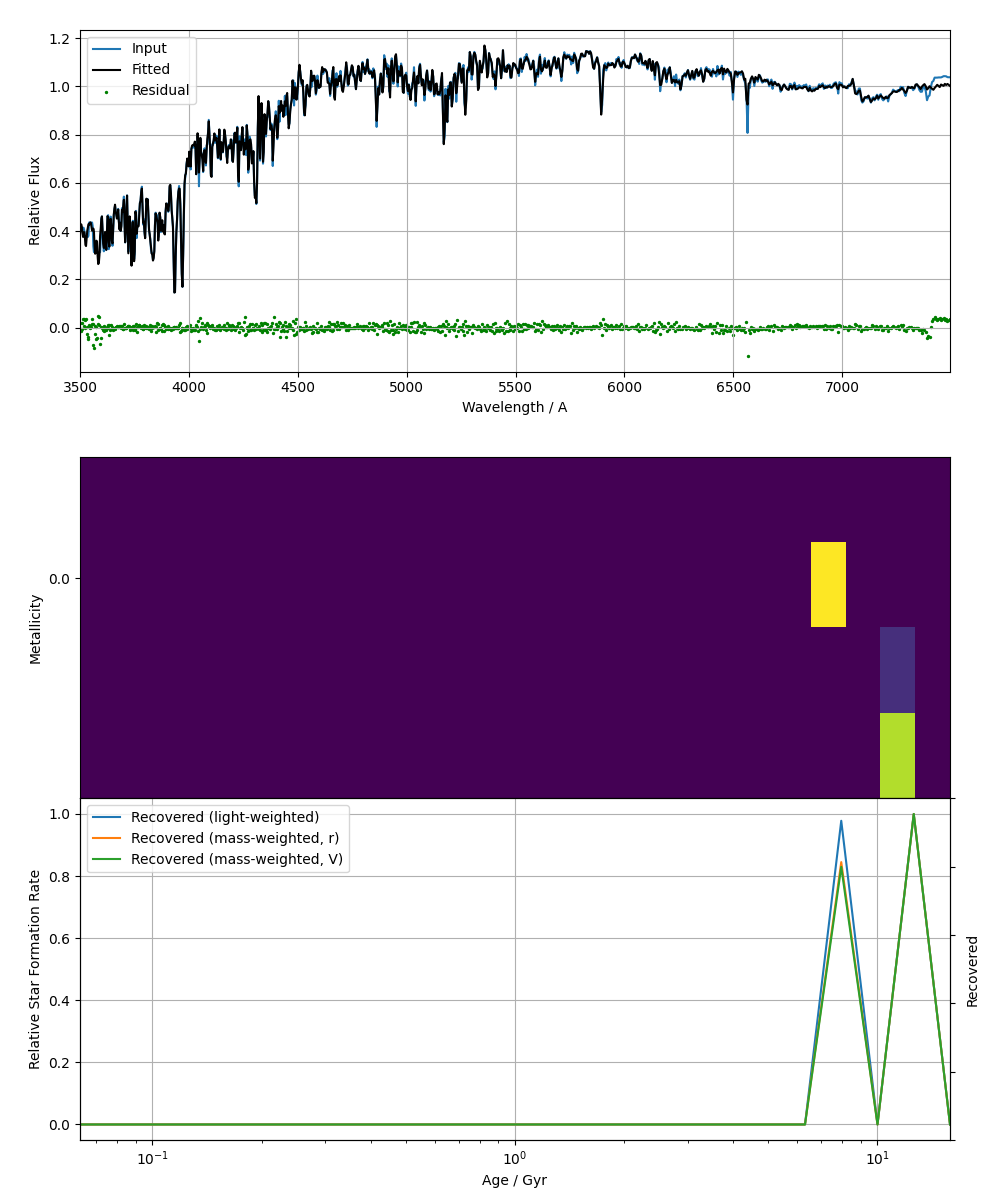 1.2
1.0
0.8
0.6
0.4
0.2
0.0
Relative Flux
Input
Fitted
Residual
3500 4000 4500 5000 5500 6000 6500 7000
Wavelength / A
0.0
Metallicity
1.0
0.8
0.6
0.4
0.2
0.0
Relative Star Formation Rate
Recovered (light-weighted)
Recovered (mass-weighted, r)
Recovered (mass-weighted, V)
Recovered
10⁻¹ 10⁰ 10¹
Age / Gyr